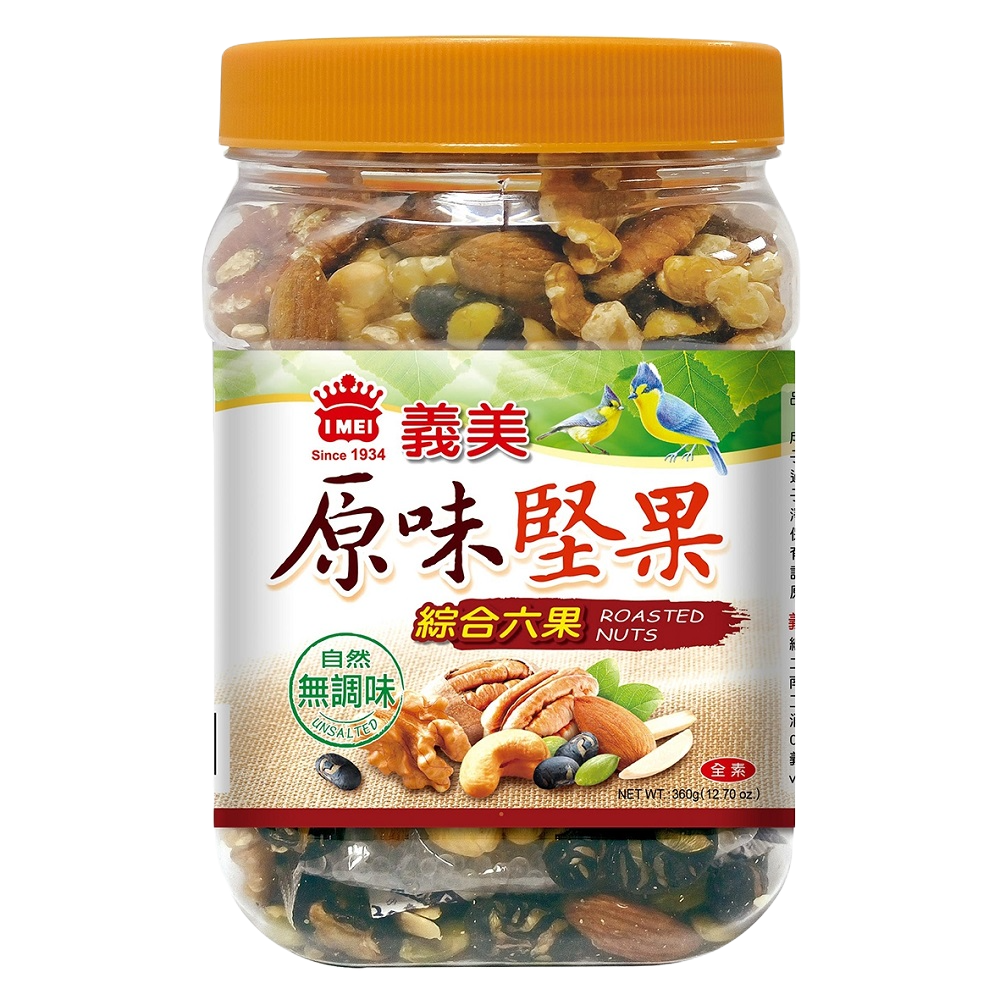 I MEI
Since 1934
義美
原味堅果
綜合六果
ROASTED
NUTS
自然
無調味
UNSALTED
全素
NET WT. 360g(12.70 oz.)